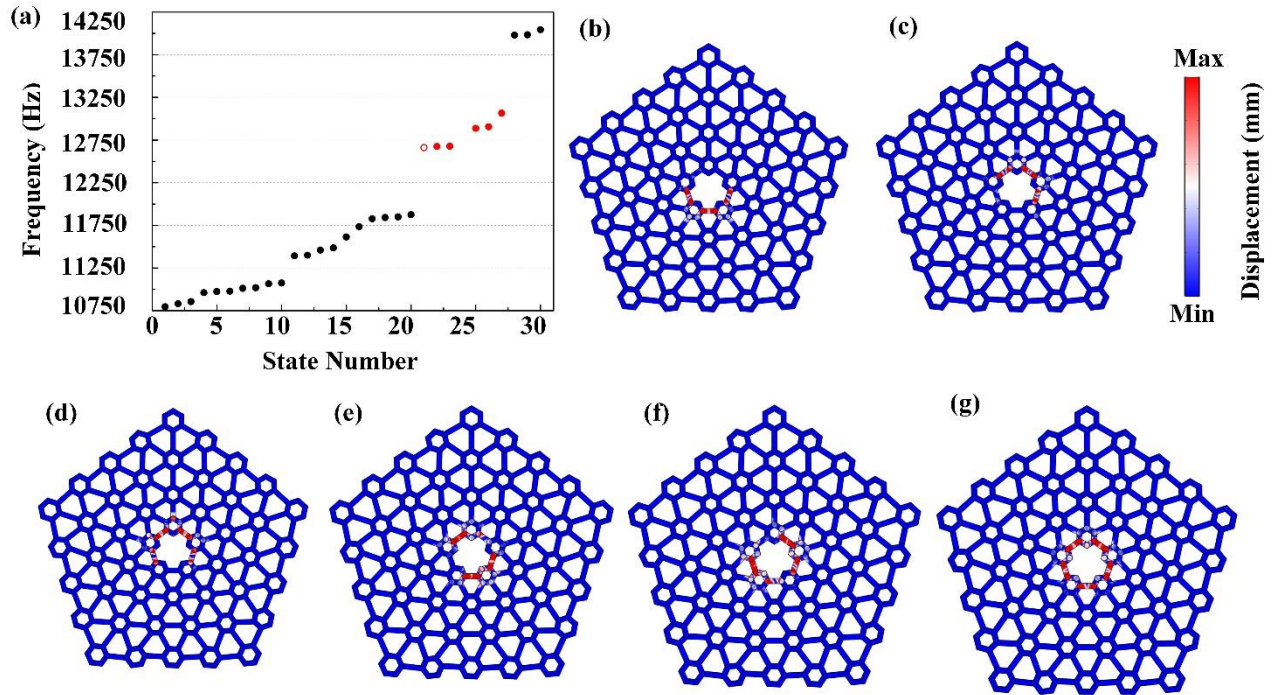 (a)
14250
13750
13250
12750
12250
11750
11250
10750
Frequency (Hz)
0 5 10 15 20 25 30
State Number
(b)
(c)
Max
Min
Displacement (mm)
(d)
(e)
(f)
(g)